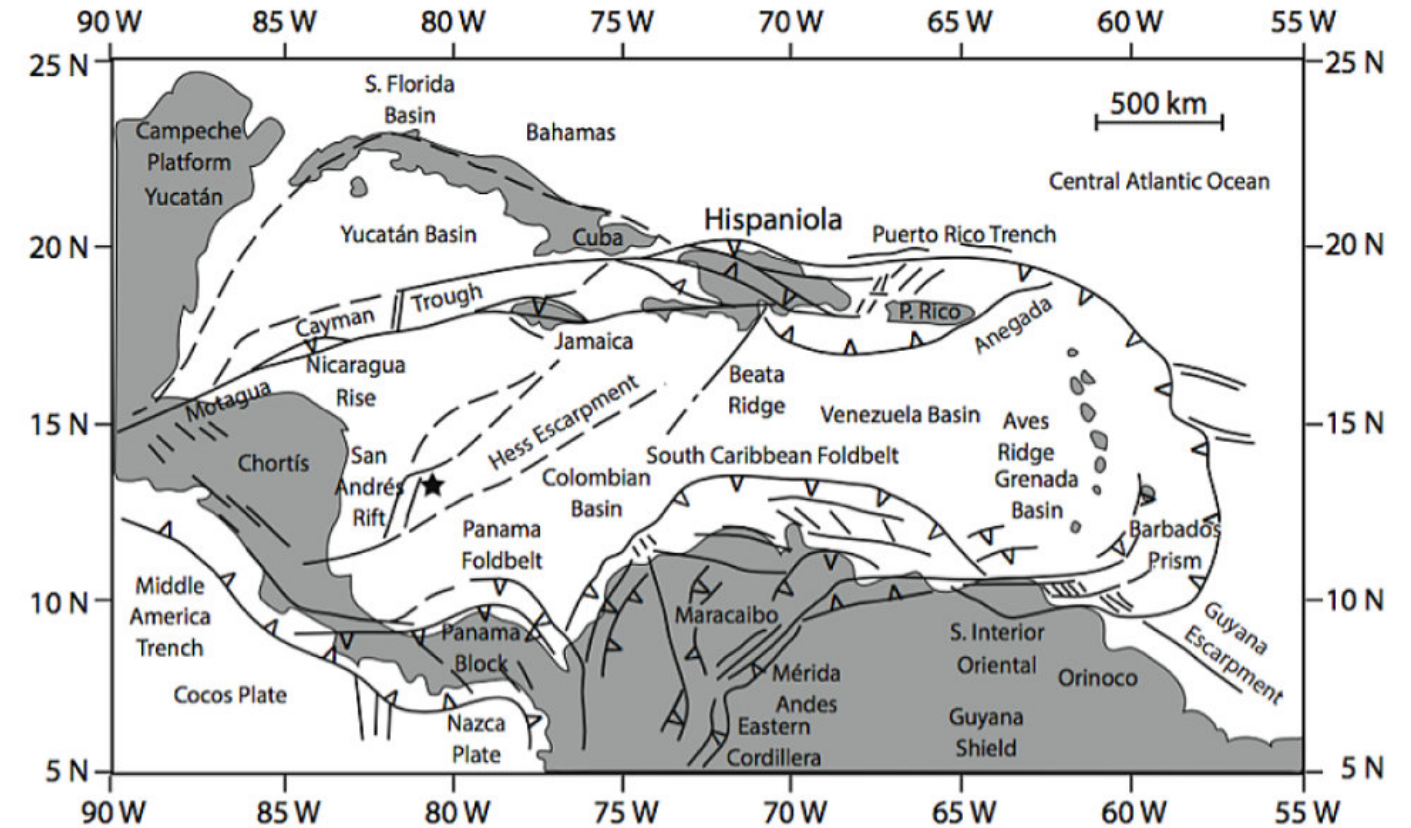 90 W 85 W 80 W 75 W 70 W 65 W 60 W 55 W
25 N
25 N
S. Florida
Basin
Bahamas
500 km
Campeche
Platform
Yucatán
Central Atlantic Ocean
Hispaniola
Yucatán Basin
Cuba
Puerto Rico Trench
20 N
20 N
Cayman
Trough
P. Rico
Anegada
Jamaica
Nicaragua
Rise
Motagua
Beata
Ridge
Hess Escarpment
Venezuela Basin
Aves
Ridge
15 N
15 N
Chortís
San
Andrés
Rift
South Caribbean Foldbelt
Colombian
Basin
Grenada
Basin
Panama
Foldbelt
Barbados
Prism
Middle
America
Trench
10 N
10 N
Maracaibo
Guyana
Escarpment
Panama
Block
S. Interior
Oriental
Orinoco
Mérida
Andes
Cocos Plate
Nazca
Plate
Eastern
Cordillera
Guyana
Shield
5 N
5 N
90 W 85 W 80 W 75 W 70 W 65 W 60 W 55 W